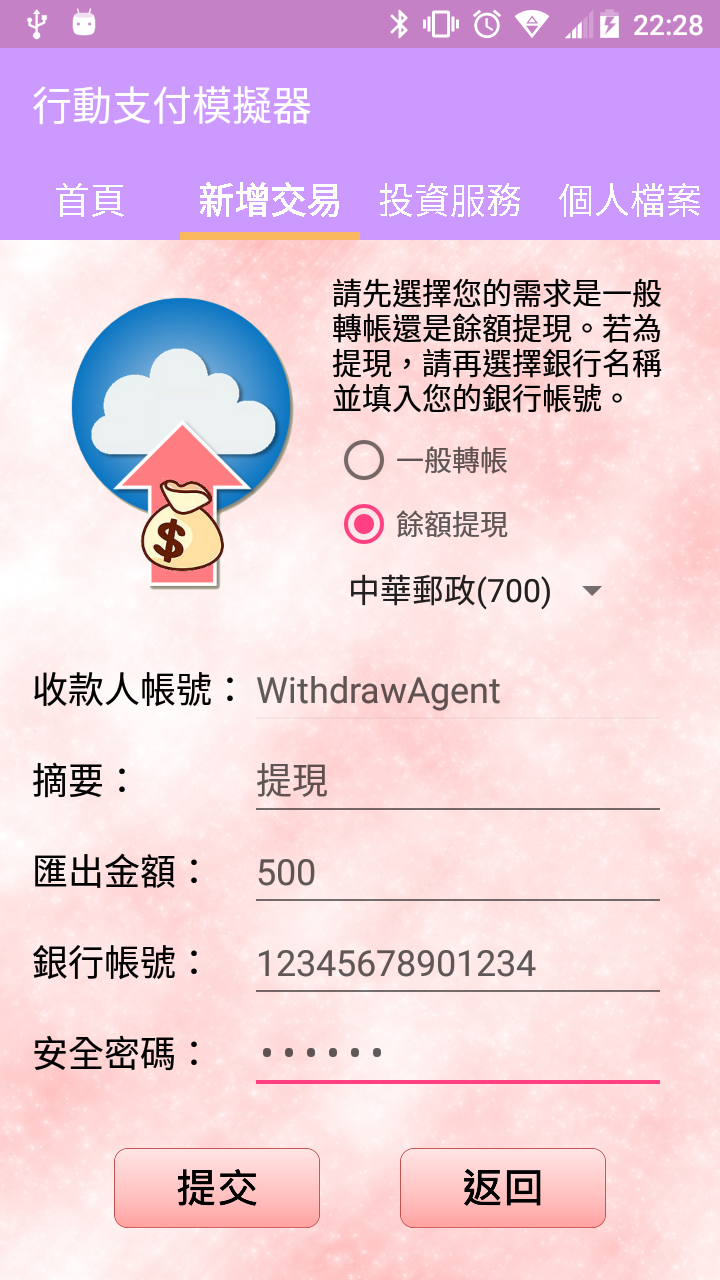 22:28
行動支付模擬器
首頁 新增交易 投資服務 個人檔案
請先選擇您的需求是一般
轉帳還是餘額提現。若為
提現，請再選擇銀行名稱
並填入您的銀行帳號。
一般轉帳
餘額提現
中華郵政(700)
$
收款人帳號： WithdrawAgent
摘要： 提現
匯出金額： 500
銀行帳號： 12345678901234
安全密碼： ••••••
提交 返回